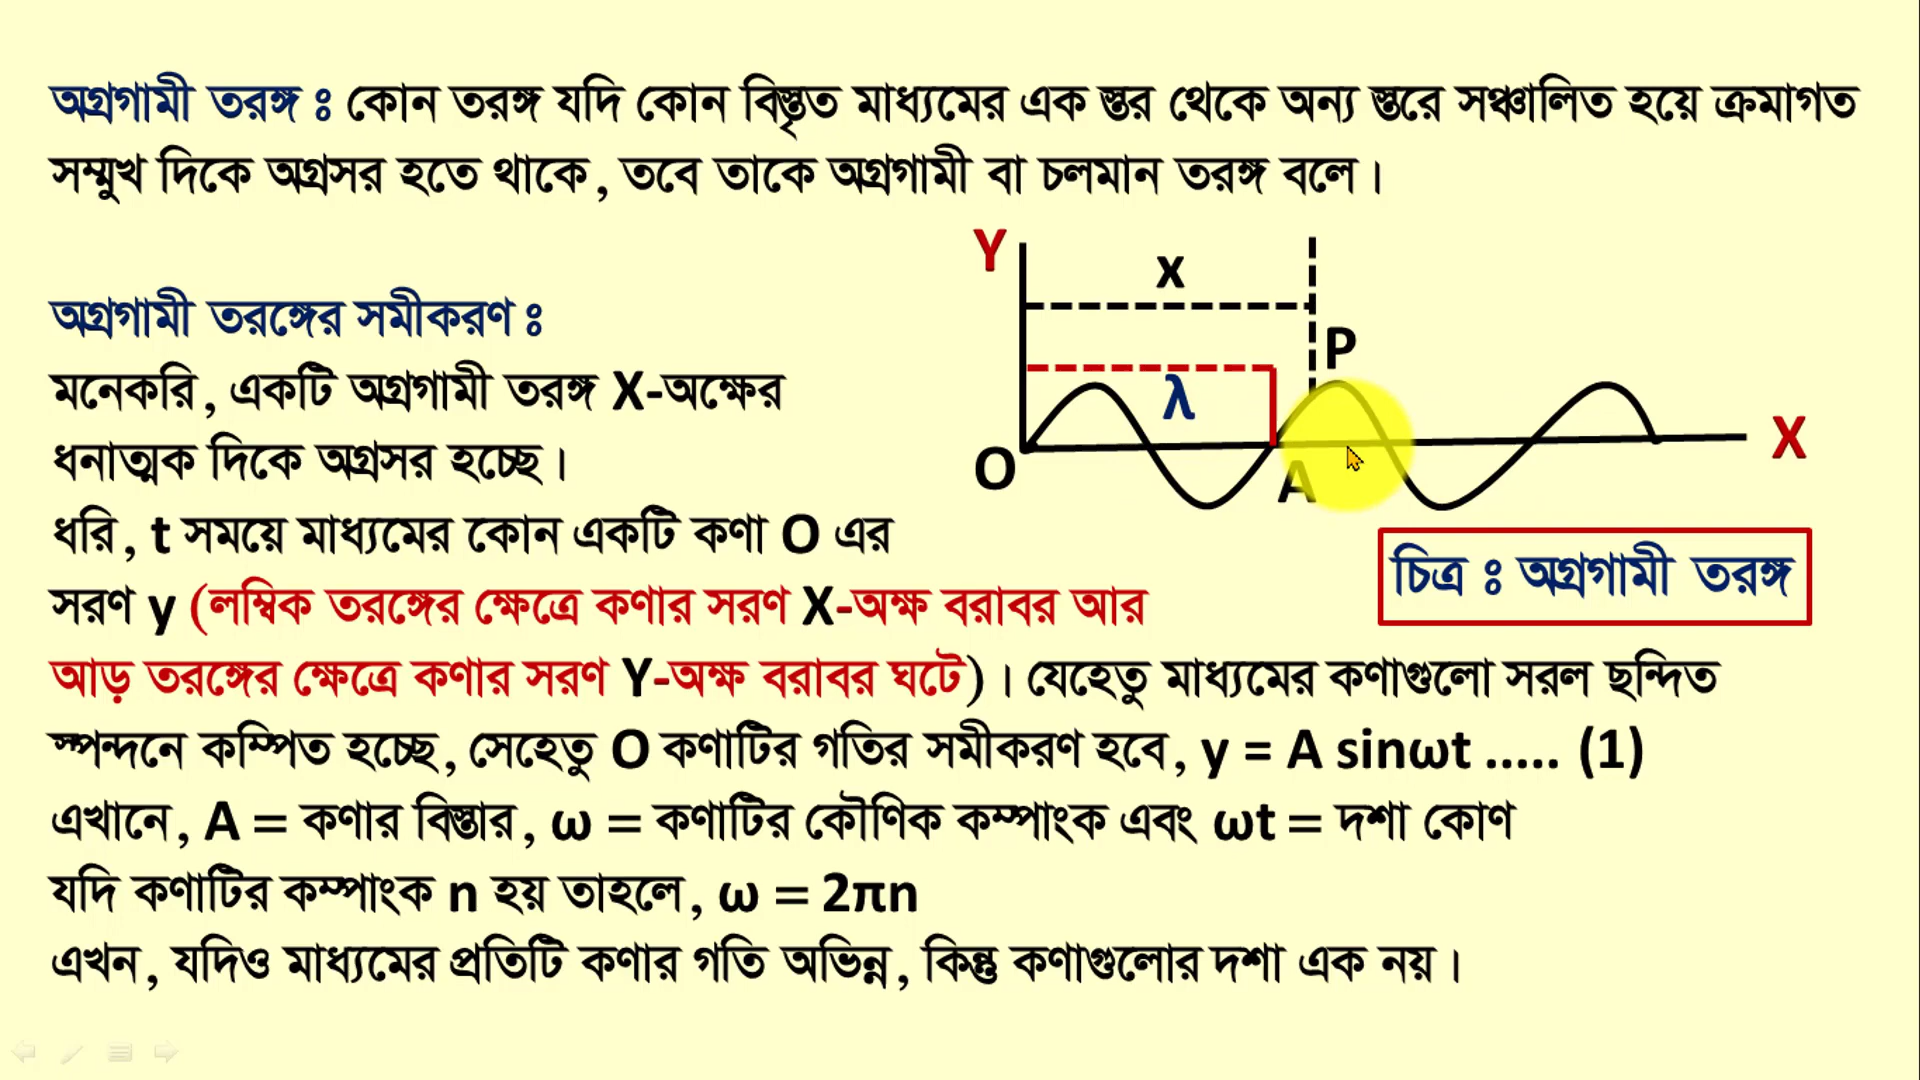 অগ্রগামী তরঙ্গ ঃ কোন তরঙ্গ যদি কোন বিস্তৃত মাধ্যমের এক স্তর থেকে অন্য স্তরে সঞ্চালিত হয়ে ক্রমাগত
সম্মুখ দিকে অগ্রসর হতে থাকে, তবে তাকে অগ্রগামী বা চলমান তরঙ্গ বলে।
Y
x
P
λ
X
O
A
চিত্র ঃ অগ্রগামী তরঙ্গ
অগ্রগামী তরঙ্গের সমীকরণ ঃ
মনেকরি, একটি অগ্রগামী তরঙ্গ X-অক্ষের
ধনাত্মক দিকে অগ্রসর হচ্ছে।
ধরি, t সময়ে মাধ্যমের কোন একটি কণা O এর
সরণ y (লম্বিক তরঙ্গের ক্ষেত্রে কণার সরণ X-অক্ষ বরাবর আর
আড় তরঙ্গের ক্ষেত্রে কণার সরণ Y-অক্ষ বরাবর ঘটে)। যেহেতু মাধ্যমের কণাগুলো সরল ছন্দিত
স্পন্দনে কম্পিত হচ্ছে, সেহেতু O কণাটির গতির সমীকরণ হবে, y = A sinωt ..... (1)
এখানে, A = কণার বিস্তার, ω = কণাটির কৌণিক কম্পাংক এবং ωt = দশা কোণ
যদি কণাটির কম্পাংক n হয় তাহলে, ω = 2πn
এখন, যদিও মাধ্যমের প্রতিটি কণার গতি অভিন্ন, কিন্তু কণাগুলোর দশা এক নয়।